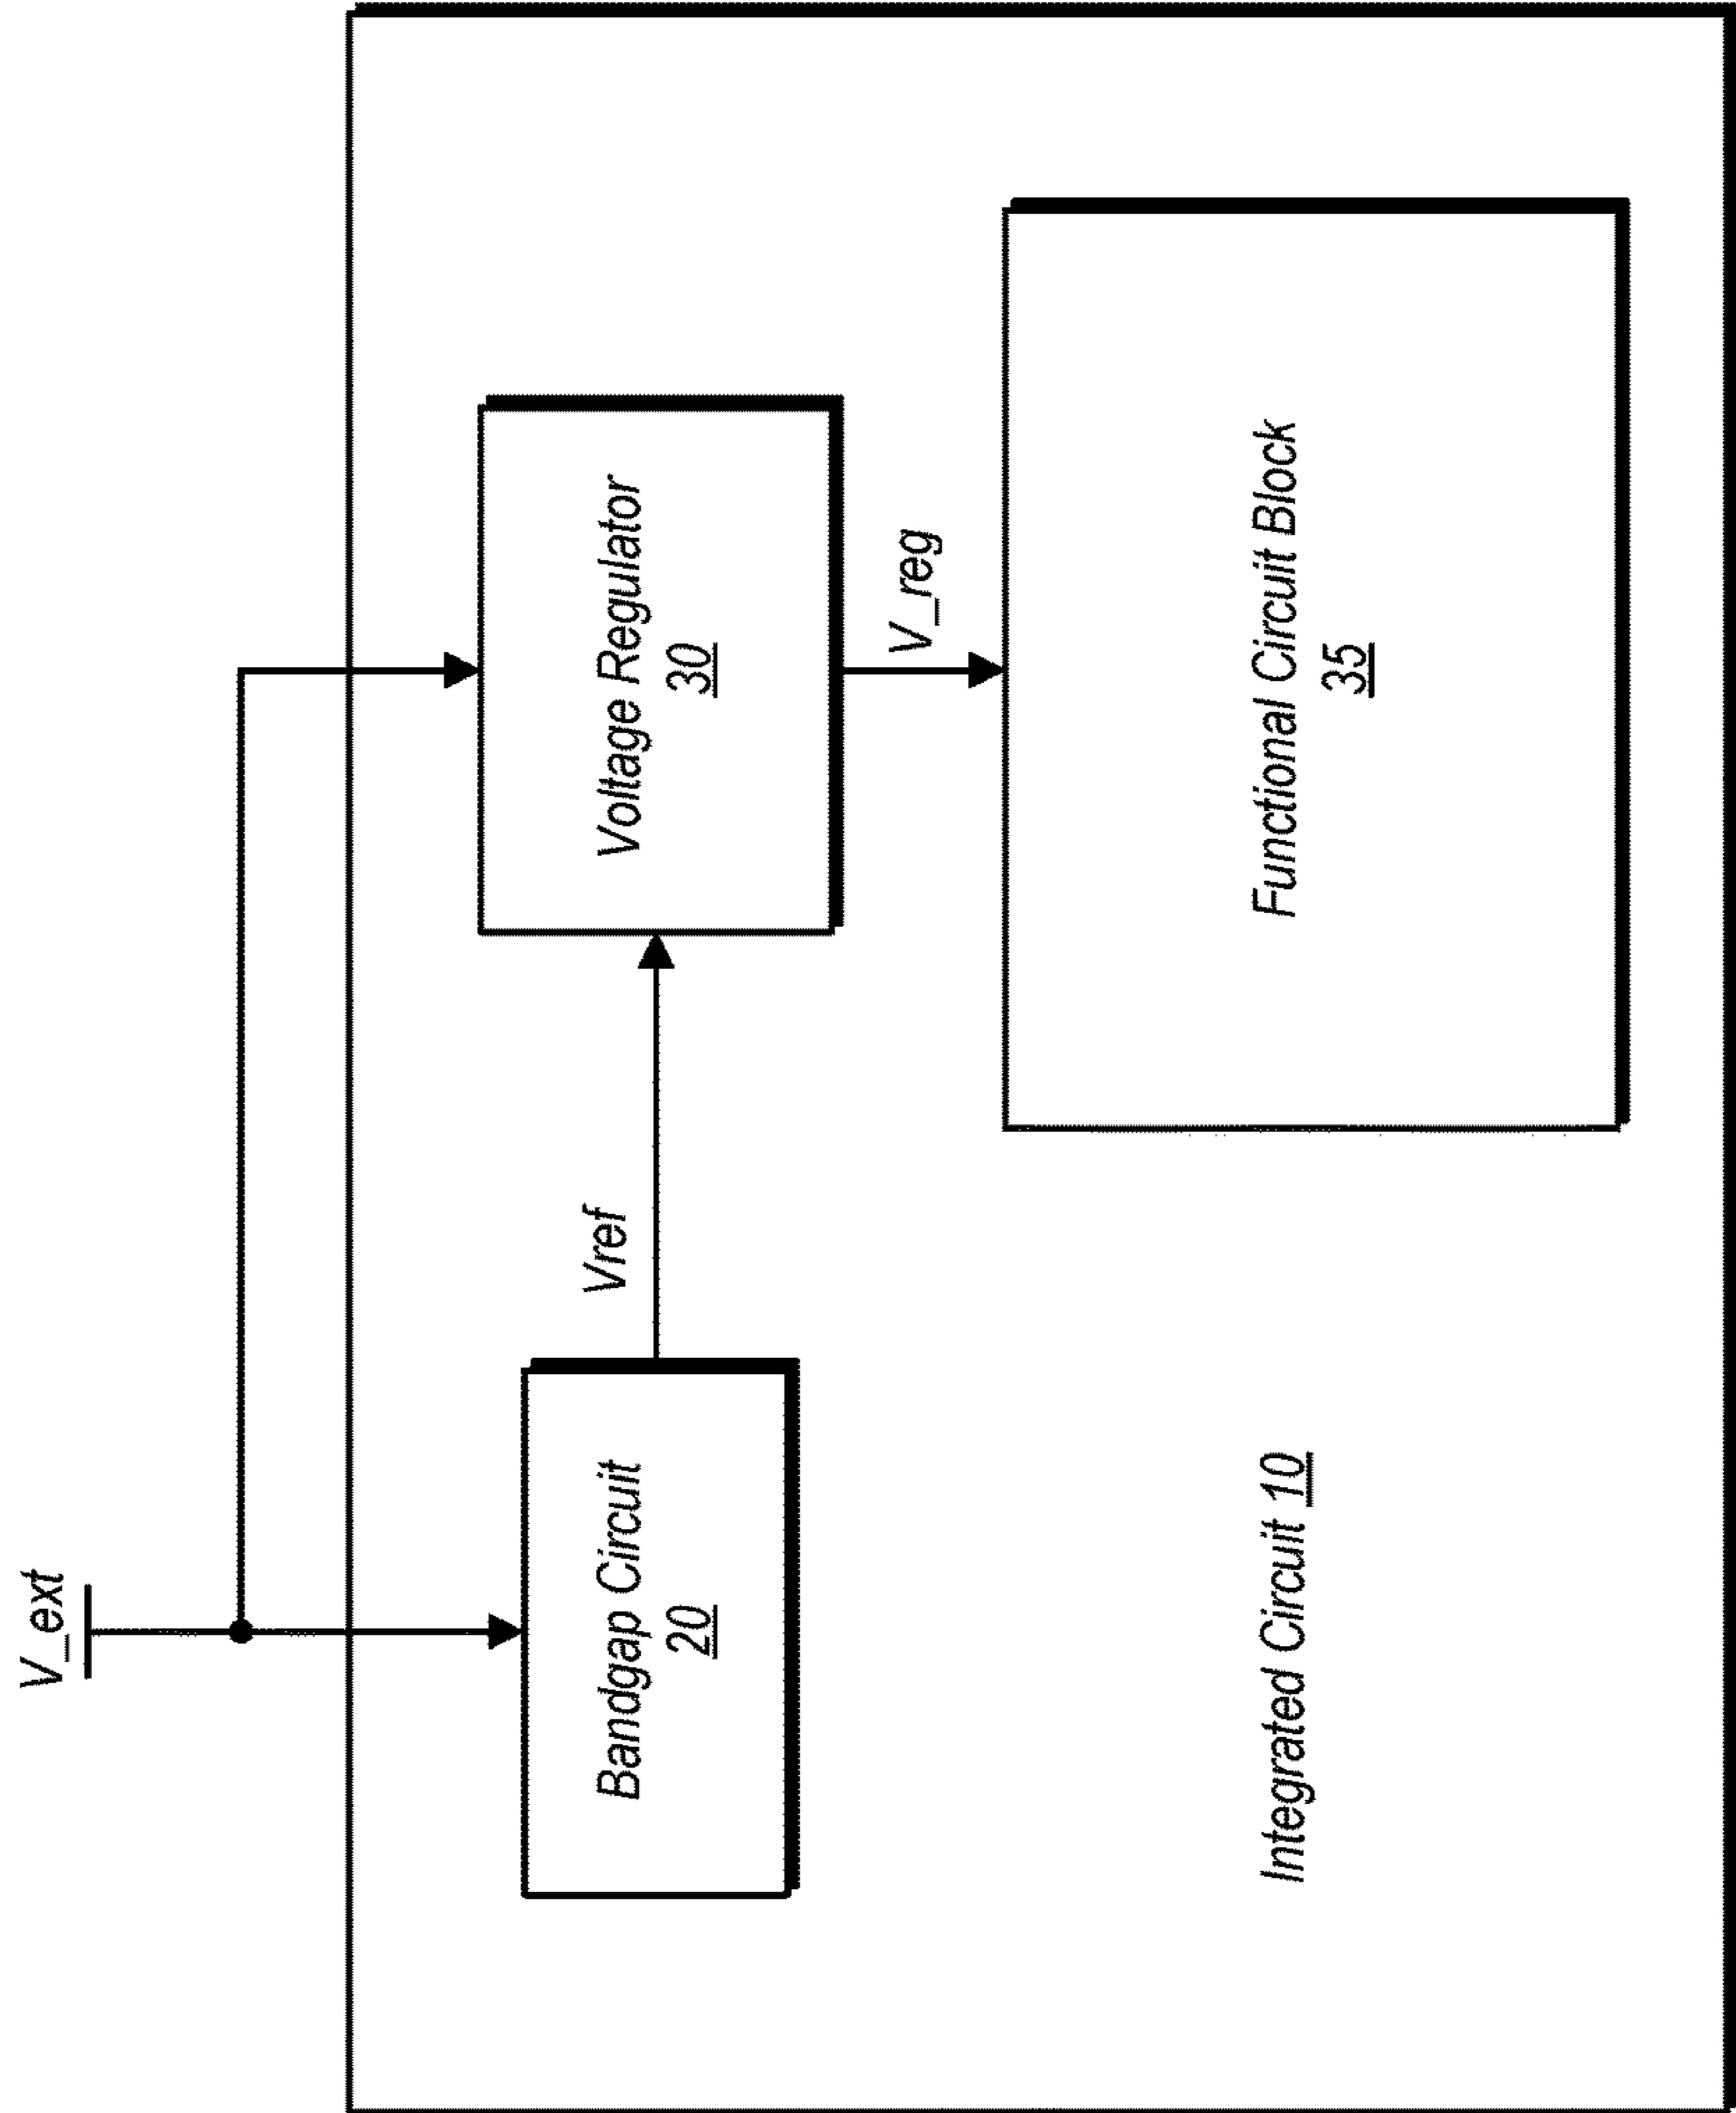 V_ext
Bandgap Circuit
20
Vref
Voltage Regulator
30
V_reg
Functional Circuit Block
35
Integrated Circuit 10